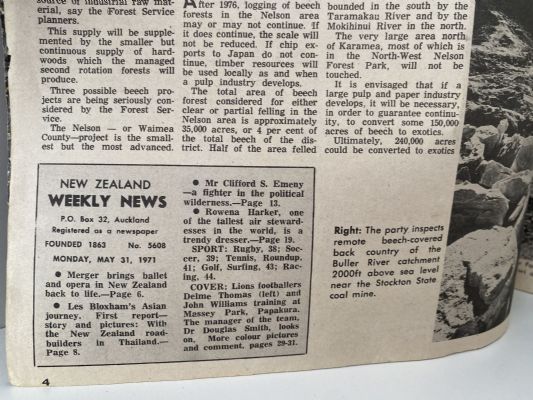 source of industrial raw mat-
erial, say the Forest Service
planners.
This supply will be supple-
mented by the smaller but
continuous supply of hard-
woods which the managed
second rotation forests will
produce.
Three possible beech pro-
jects are being seriously con-
sidered by the Forest Ser-
vice.
The Nelson — or Waimea
County—project is the small-
est but the most advanced.
After 1976, logging of beech
forests in the Nelson area
may or may not continue. If
it does continue, the scale will
not be reduced. If chip ex-
ports to Japan do not con-
tinue, timber resources will
be used locally as and when
a pulp industry develops.
The total area of beech
forest considered for either
clear or partial felling in the
Nelson area is approximately
35,000 acres, or 4 per cent of
the total beech of the dis-
trict. Half of the area felled
bounded in the south by the
Taramakau River and by the
Mokihinui River in the north.
The very large area north
of Karamea, most of which is
in the North-West Nelson
Forest Park, will not be
touched.
It is envisaged that if a
large pulp and paper industry
develops, it will be necessary,
in order to guarantee continu-
ity, to convert some 150,000
acres of beech to exotics.
Ultimately, 240,000 acres
could be converted to exotics
NEW ZEALAND
WEEKLY NEWS
P.O. Box 32, Auckland
Registered as a newspaper
FOUNDED 1863 No. 5608
MONDAY, MAY 31, 1971
● Merger brings ballet
and opera in New Zealand
back to life.—Page 6.
● Les Bloxham's Asian
journey. First report—
story and pictures: With
the New Zealand road-
builders in Thailand.—
Page 8.
● Mr Clifford S. Emeny
—a fighter in the political
wilderness.—Page 13.
● Rowena Harker, one
of the tallest air steward-
esses in the world, is a
trendy dresser.—Page 19.
SPORT: Rugby, 38; Soc-
cer, 39; Tennis, Roundup,
41; Golf, Surfing, 43; Rac-
ing, 44.
COVER: Lions footballers
Delme Thomas (left) and
John Williams training at
Massey Park, Papakura.
The manager of the team,
Dr Douglas Smith, looks
on. More colour pictures
and comment, pages 29-31.
Right: The party inspects
remote beech-covered
back country of the
Buller River catchment
2000ft above sea level
near the Stockton State
coal mine.
4